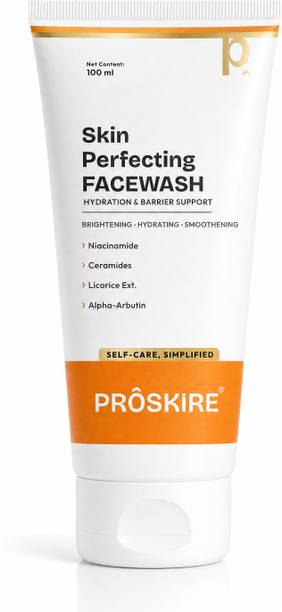 Net Content:
100 ml
p
Skin
Perfecting
FACEWASH
HYDRATION & BARRIER SUPPORT
BRIGHTENING • HYDRATING • SMOOTHENING
› Niacinamide
› Ceramides
› Licorice Ext.
› Alpha-Arbutin
SELF-CARE, SIMPLIFIED
PRÔSKiRE®